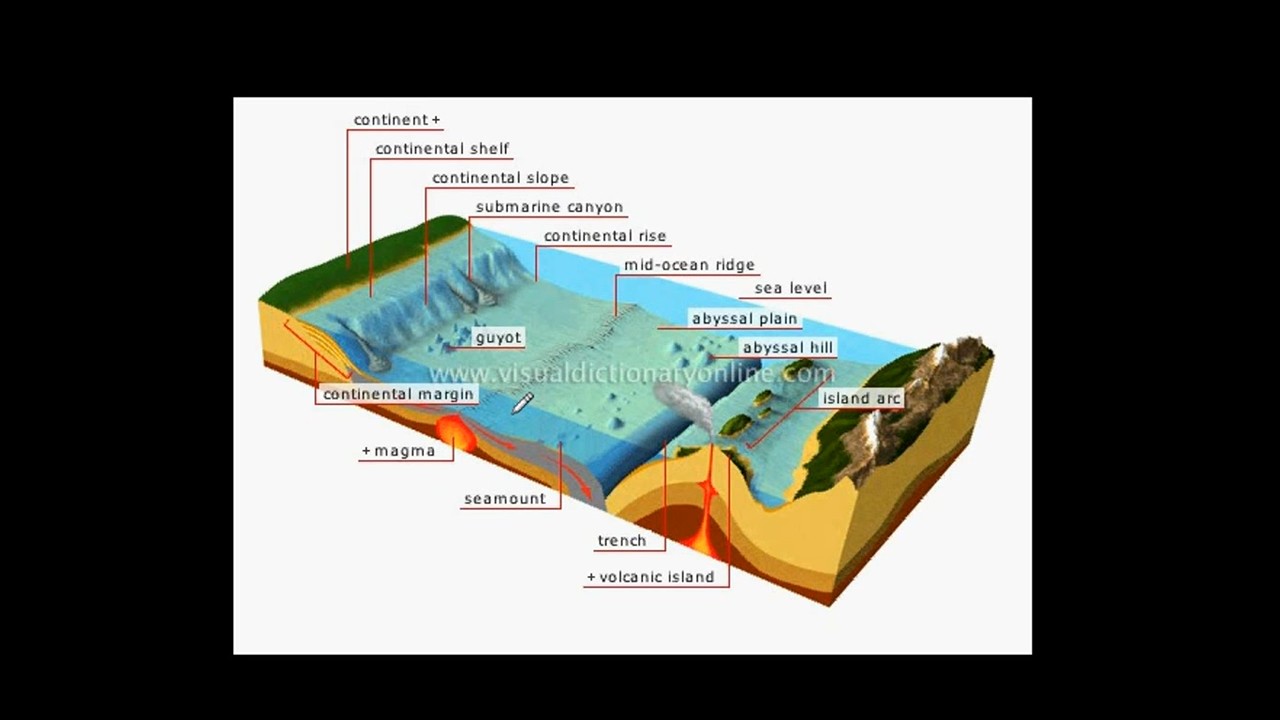 continent +
continental shelf
continental slope
submarine canyon
continental rise
mid-ocean ridge
sea level
abyssal plain
guyot
abyssal hill
www.visualdictionaryonline.com
continental margin
island arc
+ magma
seamount
trench
+ volcanic island